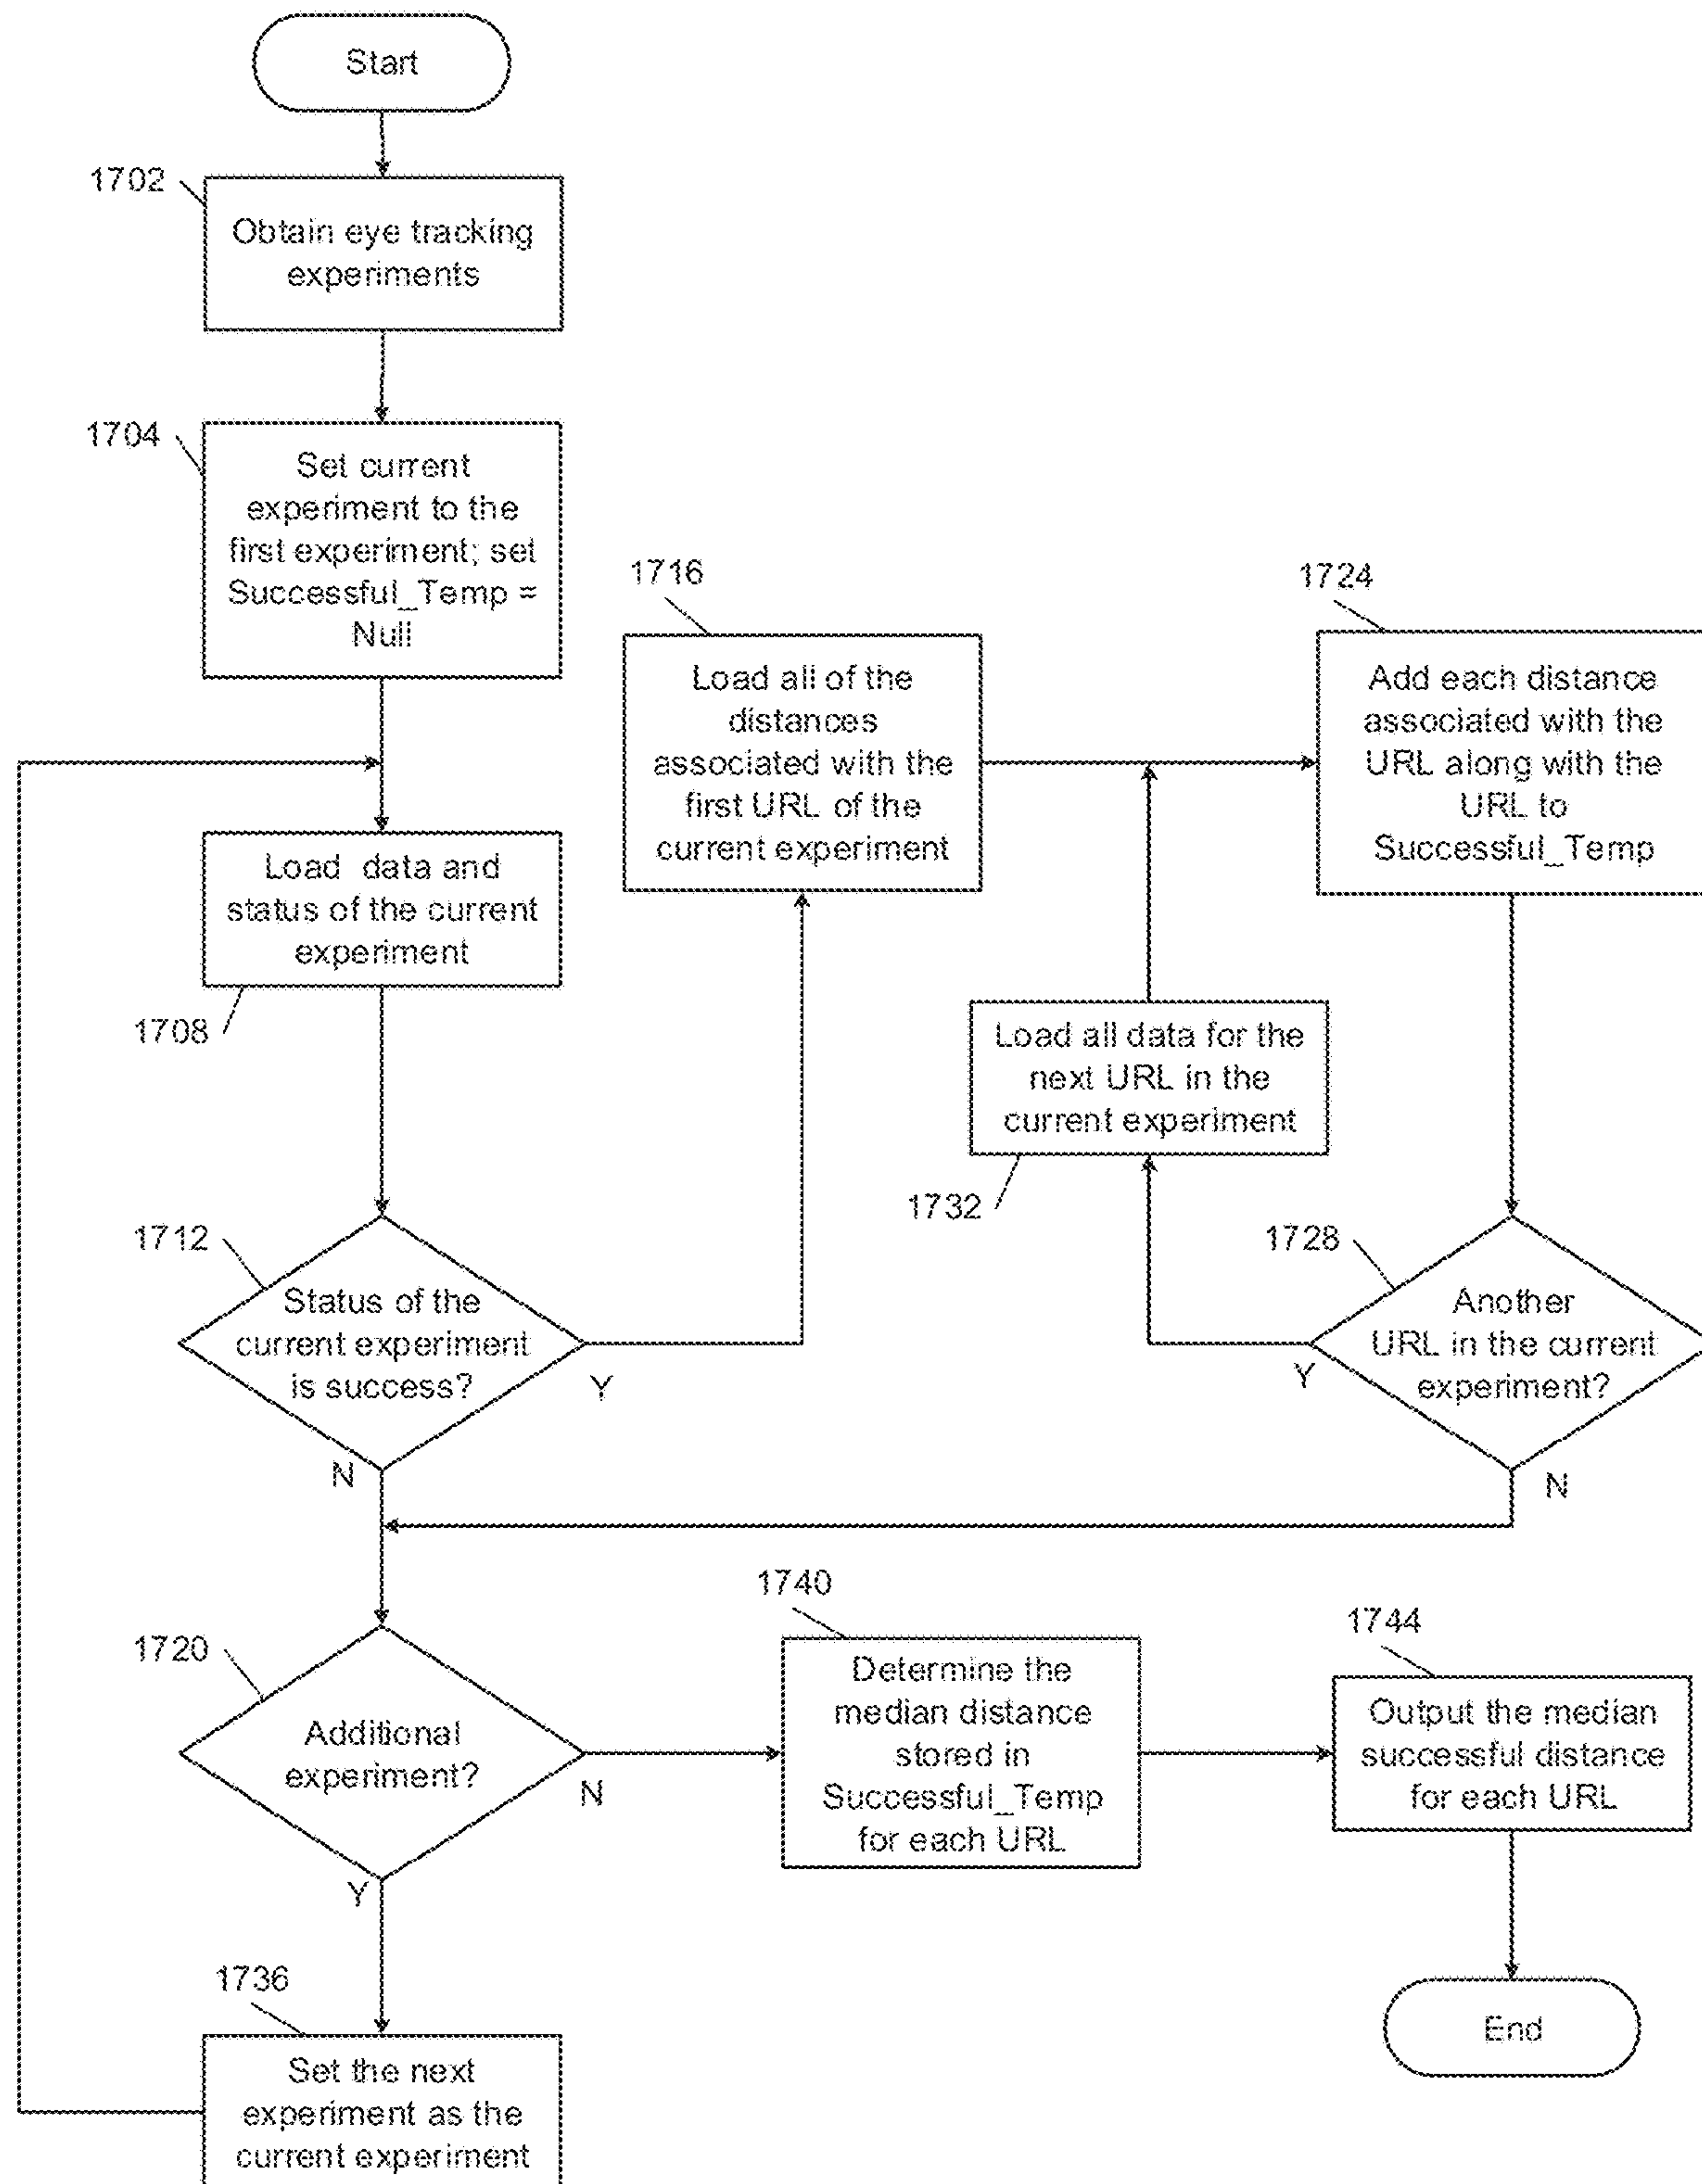 Start
1702
Obtain eye tracking
experiments
1704
Set current
experiment to the
first experiment; set
Successful_Temp =
Null
1708
Load data and
status of the current
experiment
1712
Status of the
current experiment
is success?
Y
N
1716
Load all of the
distances
associated with the
first URL of the
current experiment
1724
Add each distance
associated with the
URL along with the
URL to
Successful_Temp
1728
Another
URL in the current
experiment?
Y
N
1732
Load all data for the
next URL in the
current experiment
1720
Additional
experiment?
N
Y
1736
Set the next
experiment as the
current experiment
1740
Determine the
median distance
stored in
Successful_Temp
for each URL
1744
Output the median
successful distance
for each URL
End